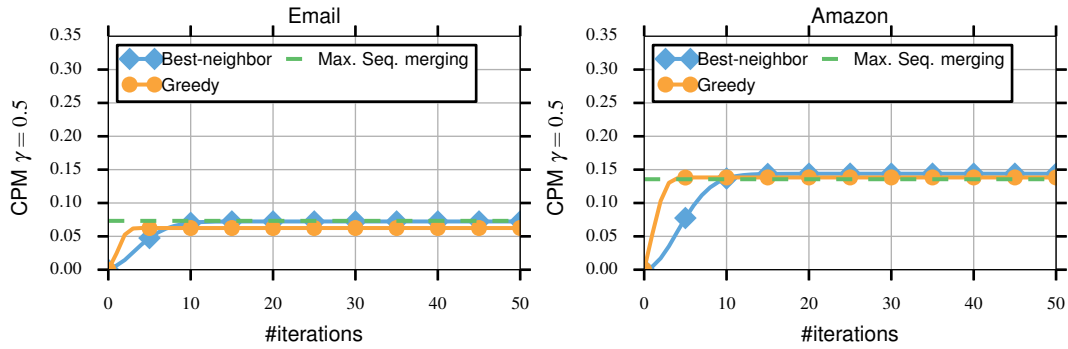 Email
0.35
0.30
0.25
0.20
0.15
0.10
0.05
0.00
CPM γ = 0.5
Best-neighbor
Greedy
Max. Seq. merging
0 10 20 30 40 50
#iterations
Amazon
0.35
0.30
0.25
0.20
0.15
0.10
0.05
0.00
CPM γ = 0.5
Best-neighbor
Greedy
Max. Seq. merging
0 10 20 30 40 50
#iterations